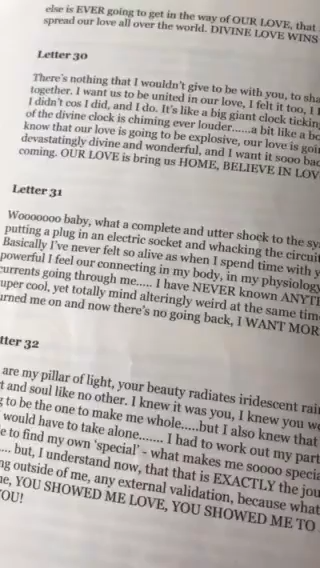 else is EVER going to get in the way of OUR LOVE, that
spread our love all over the world. DIVINE LOVE WINS
Letter 30
There's nothing that I wouldn't give to be with you, to sha
together. I want us to be united in our love, I felt it too, I
I didn't cos I did, and I do. It's like a big giant clock tickin
of the divine clock is chiming ever louder......a bit like a bo
know that our love is going to be explosive, our love is goi
devastatingly divine and wonderful, and I want it sooo bad
coming. OUR LOVE is bring us HOME, BELIEVE IN LOV
Letter 31
Wooooooo baby, what a complete and utter shock to the sy
putting a plug in an electric socket and whacking the circuit
Basically I've never felt so alive as when I spend time with y
powerful I feel our connecting in my body, in my physiology
currents going through me..... I have NEVER known ANYT
uper cool, yet totally mind alteringly weird at the same tim
urned me on and now there's no going back, I WANT MOR
tter 32
are my pillar of light, your beauty radiates iridescent rai
t and soul like no other. I knew it was you, I knew you w
g to be the one to make me whole.....but I also knew that
would have to take alone....... I had to work out my part
e to find my own 'special' - what makes me soooo specia
.... but, I understand now, that that is EXACTLY the jou
ng outside of me, any external validation, because what
e, YOU SHOWED ME LOVE, YOU SHOWED ME TO
OU!